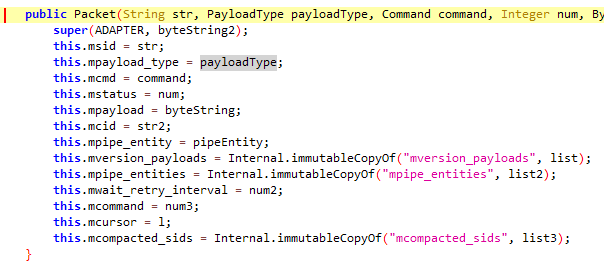 public Packet(String str, PayloadType payloadType, Command command, Integer num, By
super(ADAPTER, byteString2);
this.msid = str;
this.mpayload_type = payloadType;
this.mcmd = command;
this.mstatus = num;
this.mpayload = byteString;
this.mcid = str2;
this.mpipe_entity = pipeEntity;
this.mversion_payloads = Internal.immutableCopyOf("mversion_payloads", list);
this.mpipe_entities = Internal.immutableCopyOf("mpipe_entities", list2);
this.mwait_retry_interval = num2;
this.mcommand = num3;
this.mcursor = l;
this.mcompacted_sids = Internal.immutableCopyOf("mcompacted_sids", list3);
}